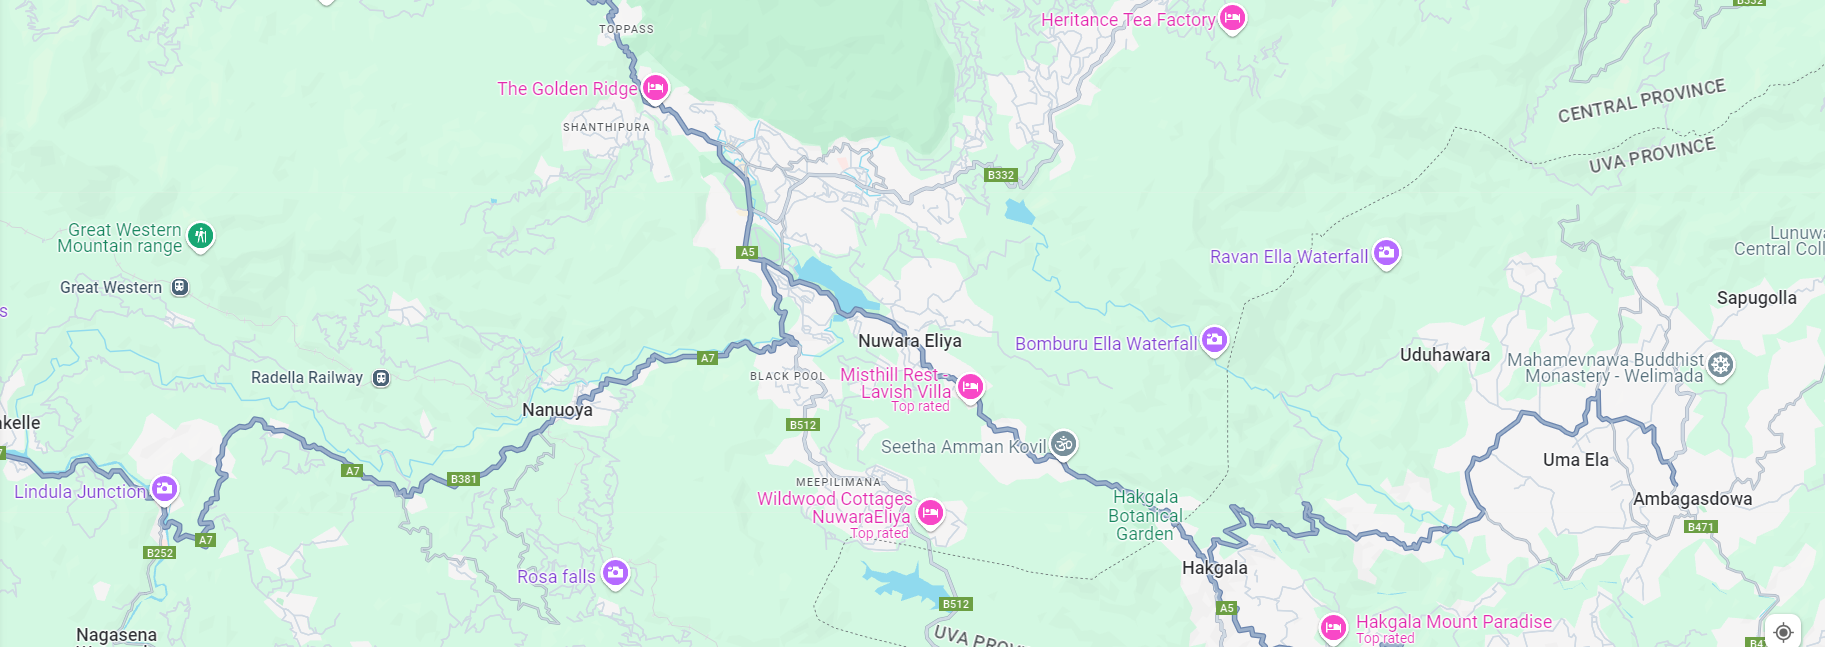 B332
TOPPASS
Heritance Tea Factory
The Golden Ridge
CENTRAL PROVINCE
SHANTHIPURA
UVA PROVINCE
B332
Great Western
Mountain range
A5
Ravan Ella Waterfall
Lunuwa
Central Coll
Great Western
Sapugolla
s
Nuwara Eliya
Bomburu Ella Waterfall
Uduhawara
A7
Mahamevnawa Buddhist
Monastery - Welimada
Radella Railway
BLACK POOL
Misthill Rest -
Lavish Villa
Top rated
Nanuoya
akelle
B512
7
Seetha Amman Kovil
Uma Ela
A7
B381
MEEPILIMANA
Lindula Junction
Wildwood Cottages
NuwaraEliya
Top rated
Hakgala
Botanical
Garden
Ambagasdowa
B471
A7
B252
Rosa falls
Hakgala
B512
A5
Nagasena
UVA PROV
Hakgala Mount Paradise
Top rated
B4